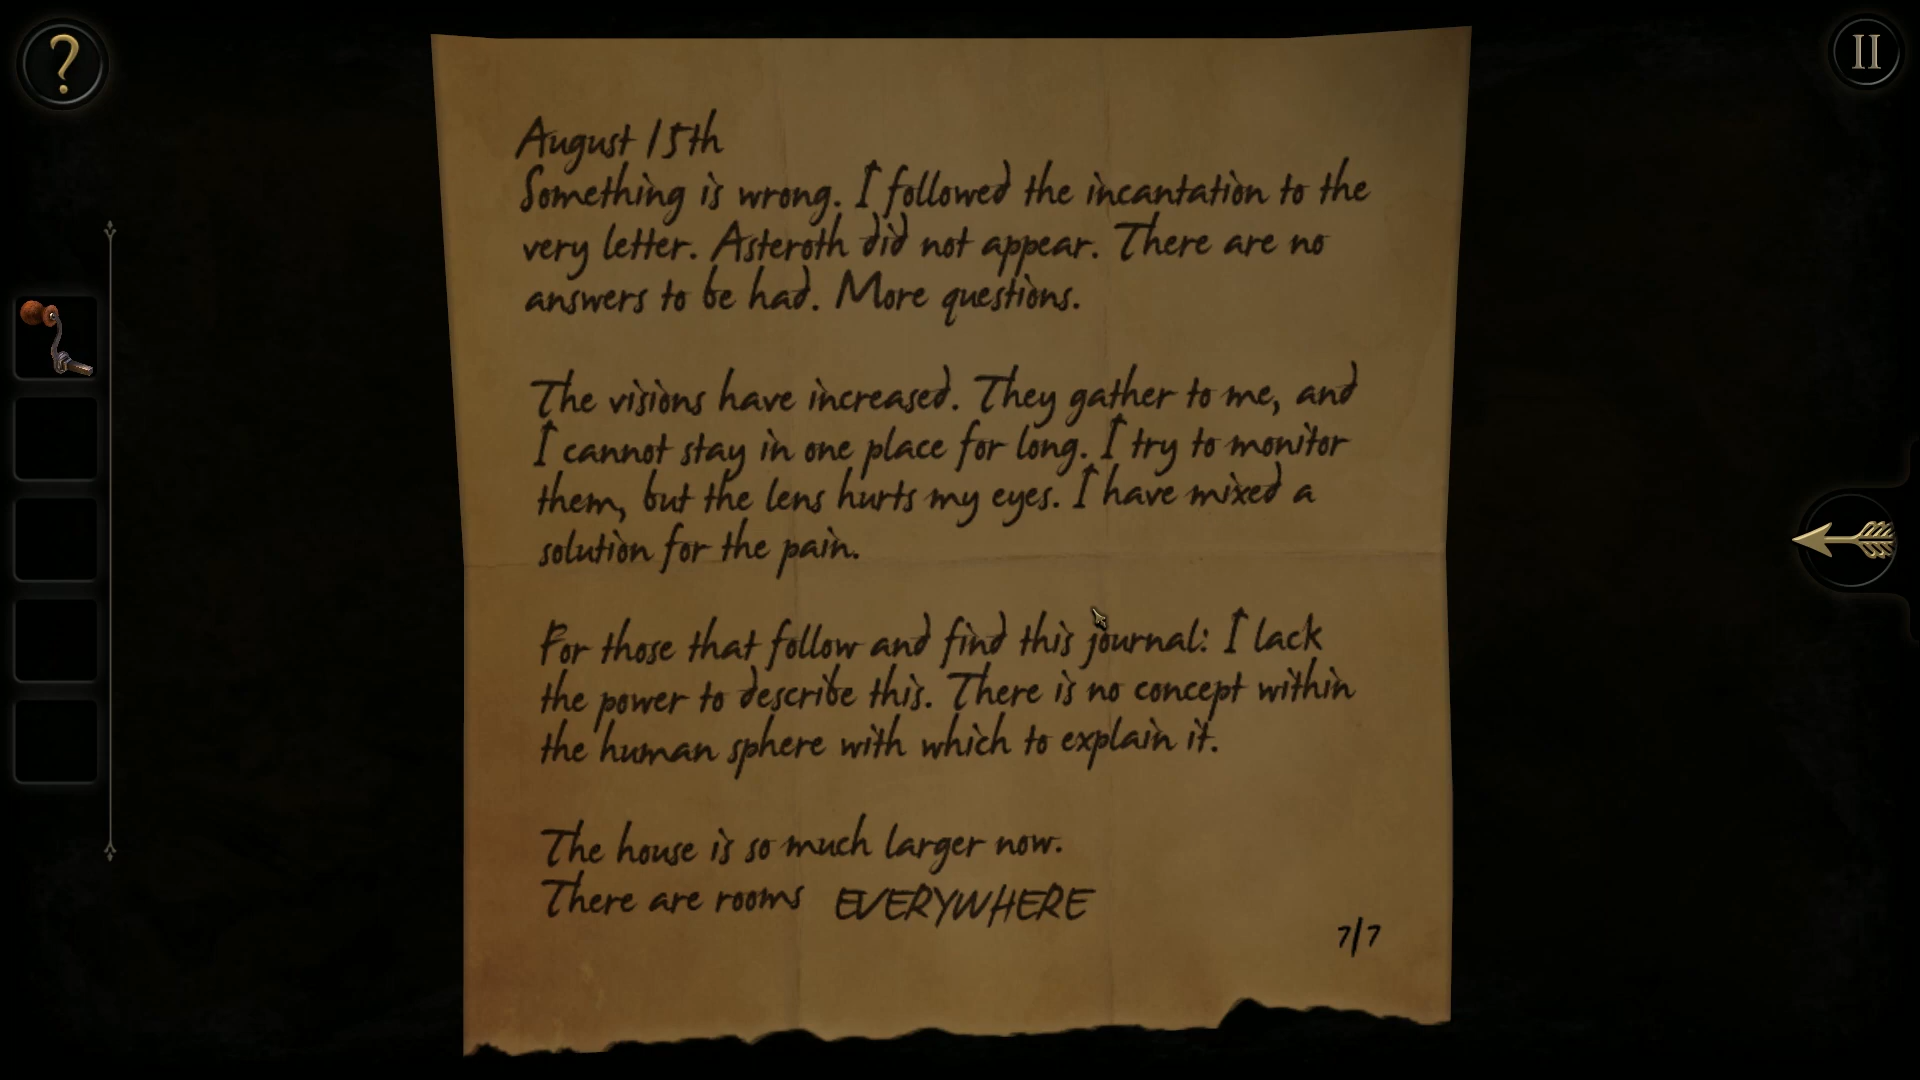 August 15th
Something is wrong. I followed the incantation to the
very letter. Asteroth did not appear. There are no
answers to be had. More questions.
The visions have increased. They gather to me, and
I cannot stay in one place for long. I try to monitor
them, but the lens hurts my eyes. I have mixed a
solution for the pain.
For those that follow and find this journal: I lack
the power to describe this. There is no concept within
the human sphere with which to explain it.
The house is so much larger now.
There are rooms EVERYWHERE
7/7
?
II